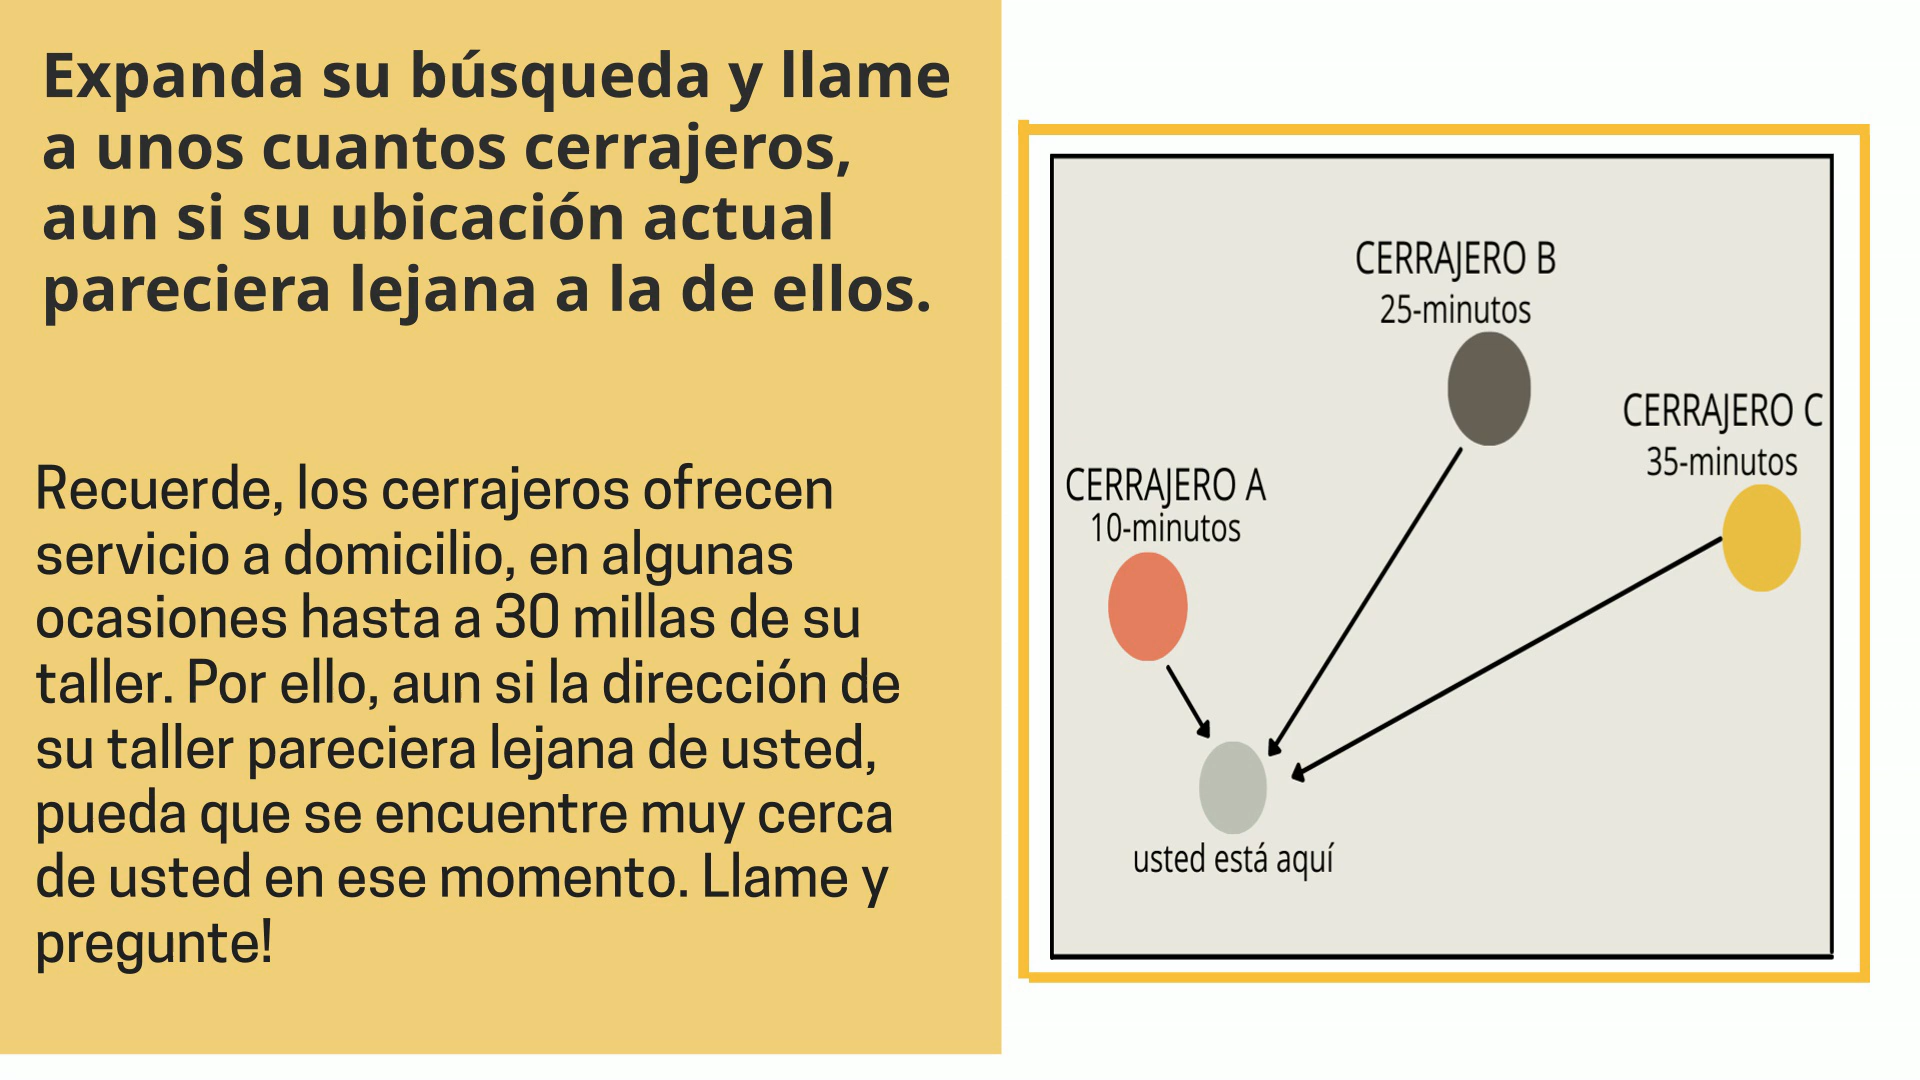 Expanda su búsqueda y llame
a unos cuantos cerrajeros,
aun si su ubicación actual
pareciera lejana a la de ellos.
Recuerde, los cerrajeros ofrecen
servicio a domicilio, en algunas
ocasiones hasta a 30 millas de su
taller. Por ello, aun si la dirección de
su taller pareciera lejana de usted,
pueda que se encuentre muy cerca
de usted en ese momento. Llame y
pregunte!
CERRAJERO B
25-minutos
CERRAJERO C
35-minutos
CERRAJERO A
10-minutos
usted está aquí